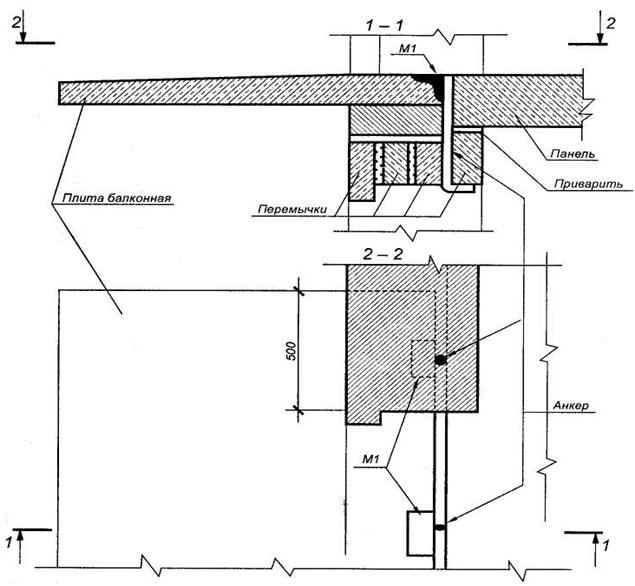 2
1 – 1
2
М1
Панель
Приварить
Плита балконная
Перемычки
2 – 2
500
Анкер
М1
1
1